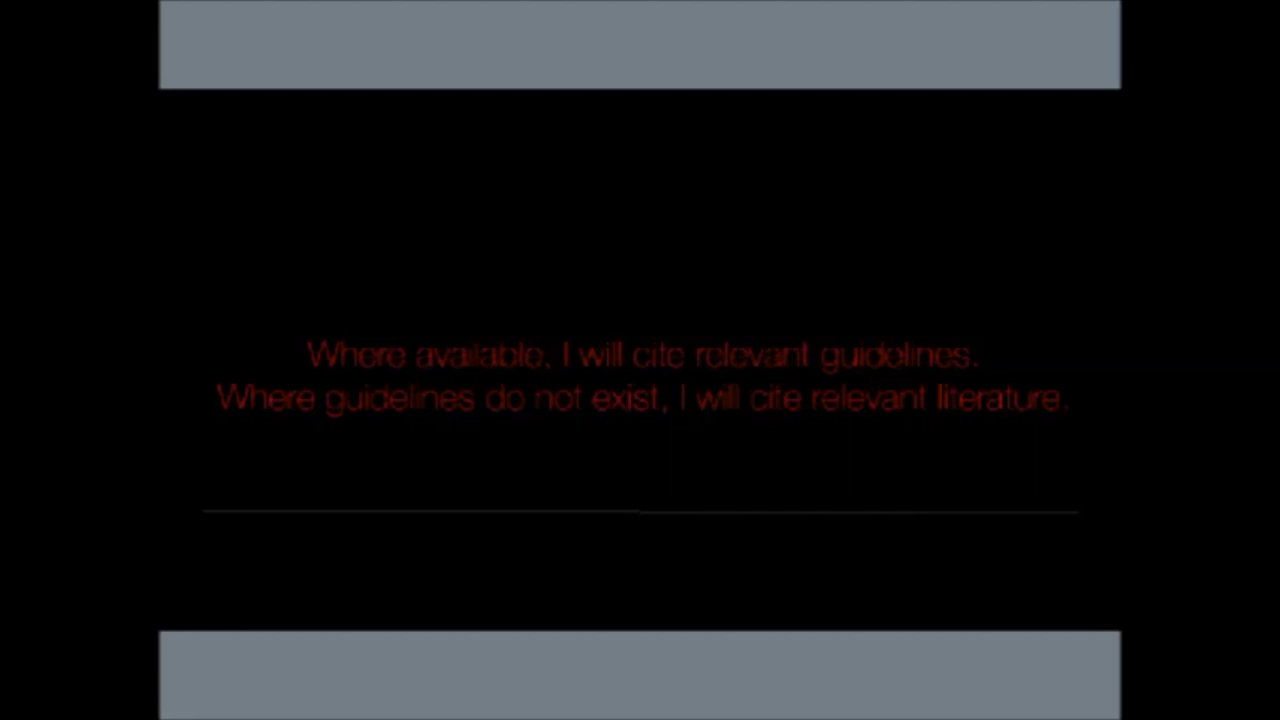 Where available, I will cite relevant guidelines.
Where guidelines do not exist, I will cite relevant literature.